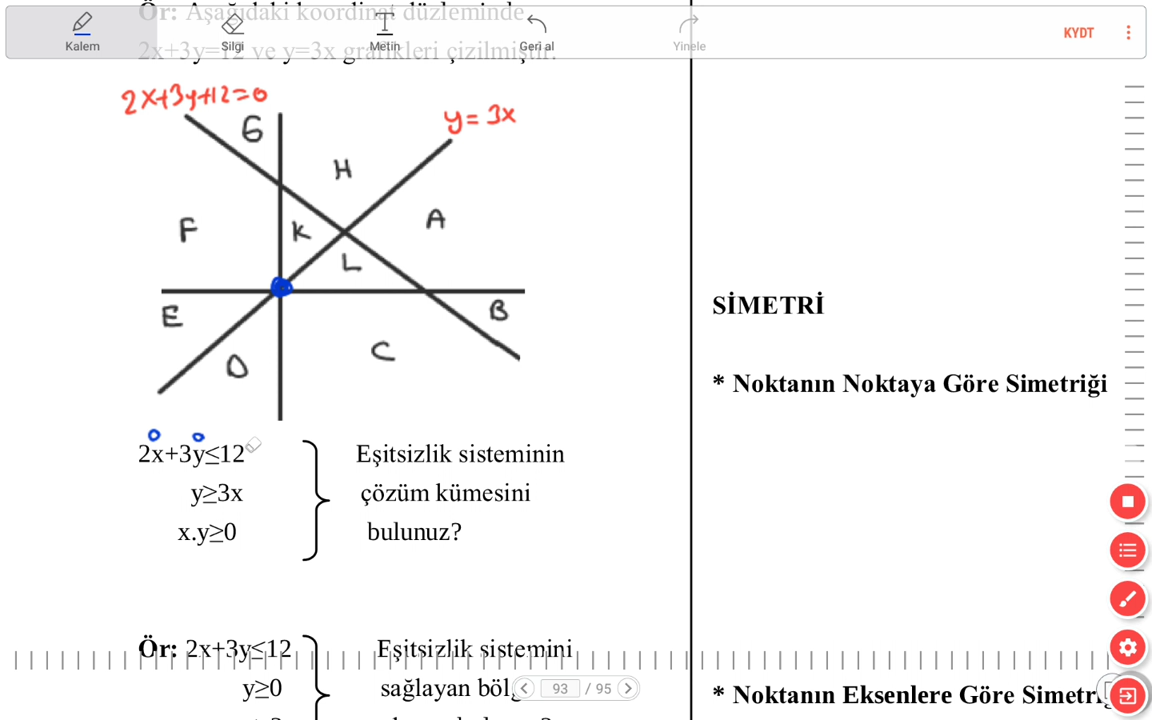 Kalem
Silgi
Metin
Geri al
Yinele
KYDT
Ör: Aşağıdaki koordinat düzleminde
2x+3y=12 ve y=3x grafikleri çizilmiştir.
2x+3y+12=0
y=3x
G
H
F
K
A
L
E
B
D
C
0 0
2x+3y≤12
y≥3x
x.y≥0
Eşitsizlik sisteminin
çözüm kümesini
bulunuz?
Ör: 2x+3y≤12
y≥0
Eşitsizlik sistemini
sağlayan
93 / 95
SİMETRİ
* Noktanın Noktaya Göre Simetriği
* Noktanın Eksenlere Göre